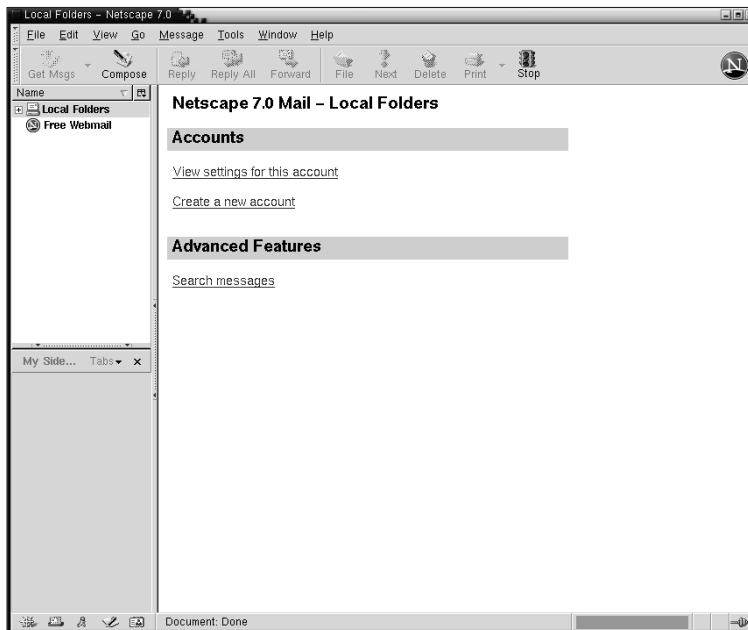 Local Folders – Netscape 7.0
File Edit View Go Message Tools Window Help
Get Msgs Compose Reply Reply All Forward File Next Delete Print Stop
N
Name
Local Folders
Free Webmail
Netscape 7.0 Mail – Local Folders
Accounts
View settings for this account
Create a new account
Advanced Features
Search messages
My Side... Tabs
Document: Done